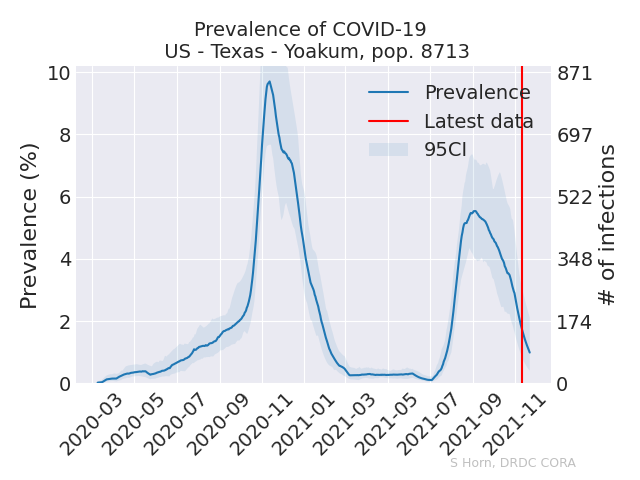 Prevalence of COVID-19
US - Texas - Yoakum, pop. 8713
Prevalence (%)
10
8
6
4
2
0
871
697
522
348
174
0
# of infections
Prevalence
Latest data
95CI
2020-03
2020-05
2020-07
2020-09
2020-11
2021-01
2021-03
2021-05
2021-07
2021-09
2021-11
S Horn, DRDC CORA